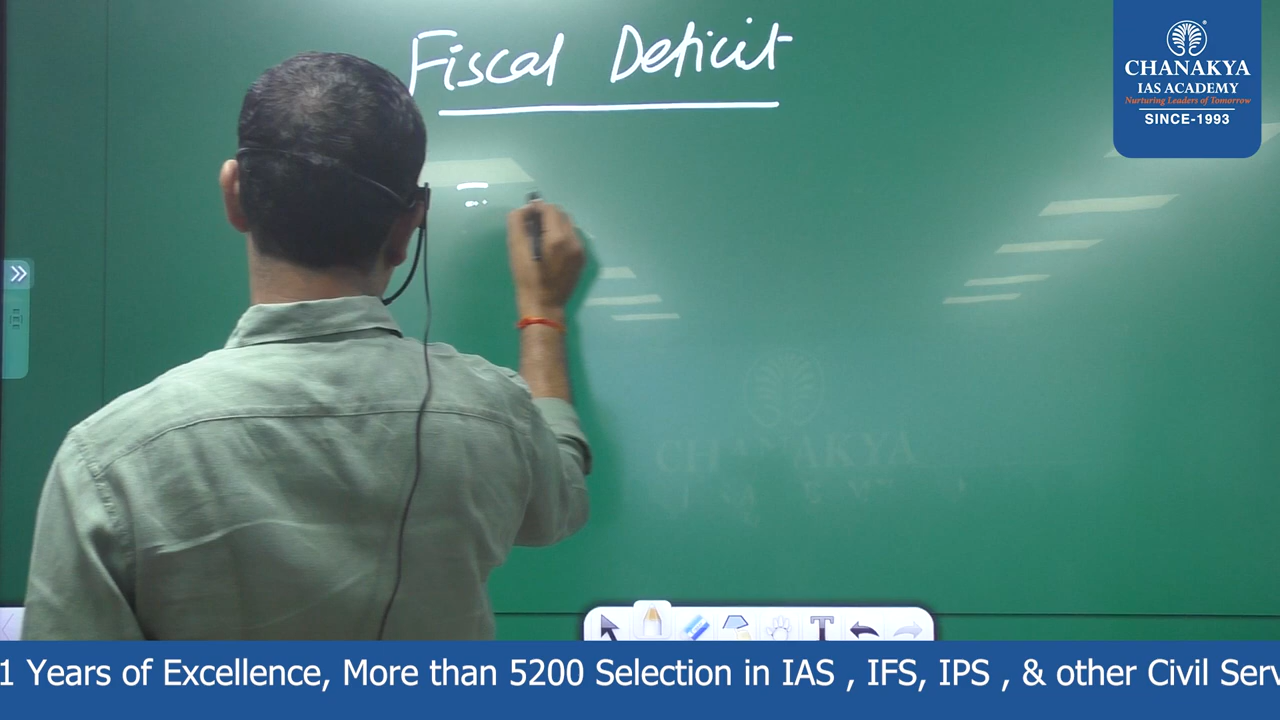 Fiscal Deficit
CHANAKYA
IAS ACADEMY
Nurturing Leaders of Tomorrow
SINCE-1993
CHANAKYA
T
1 Years of Excellence, More than 5200 Selection in IAS , IFS, IPS , & other Civil Serv